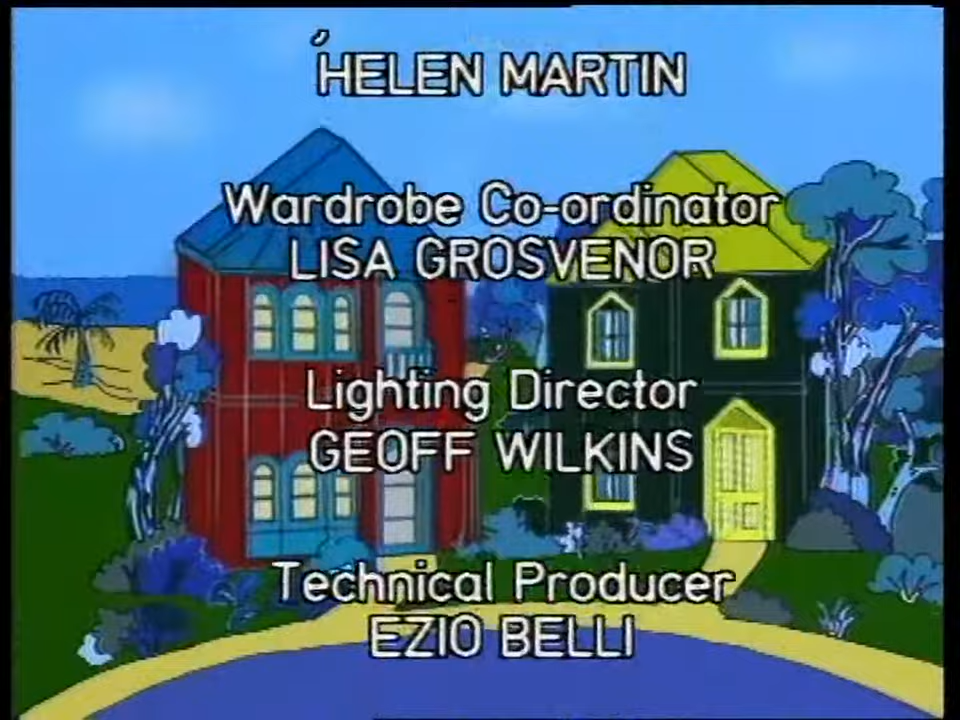 HELEN MARTIN
Wardrobe Co-ordinator
LISA GROSVENOR
Lighting Director
GEOFF WILKINS
Technical Producer
EZIO BELLI